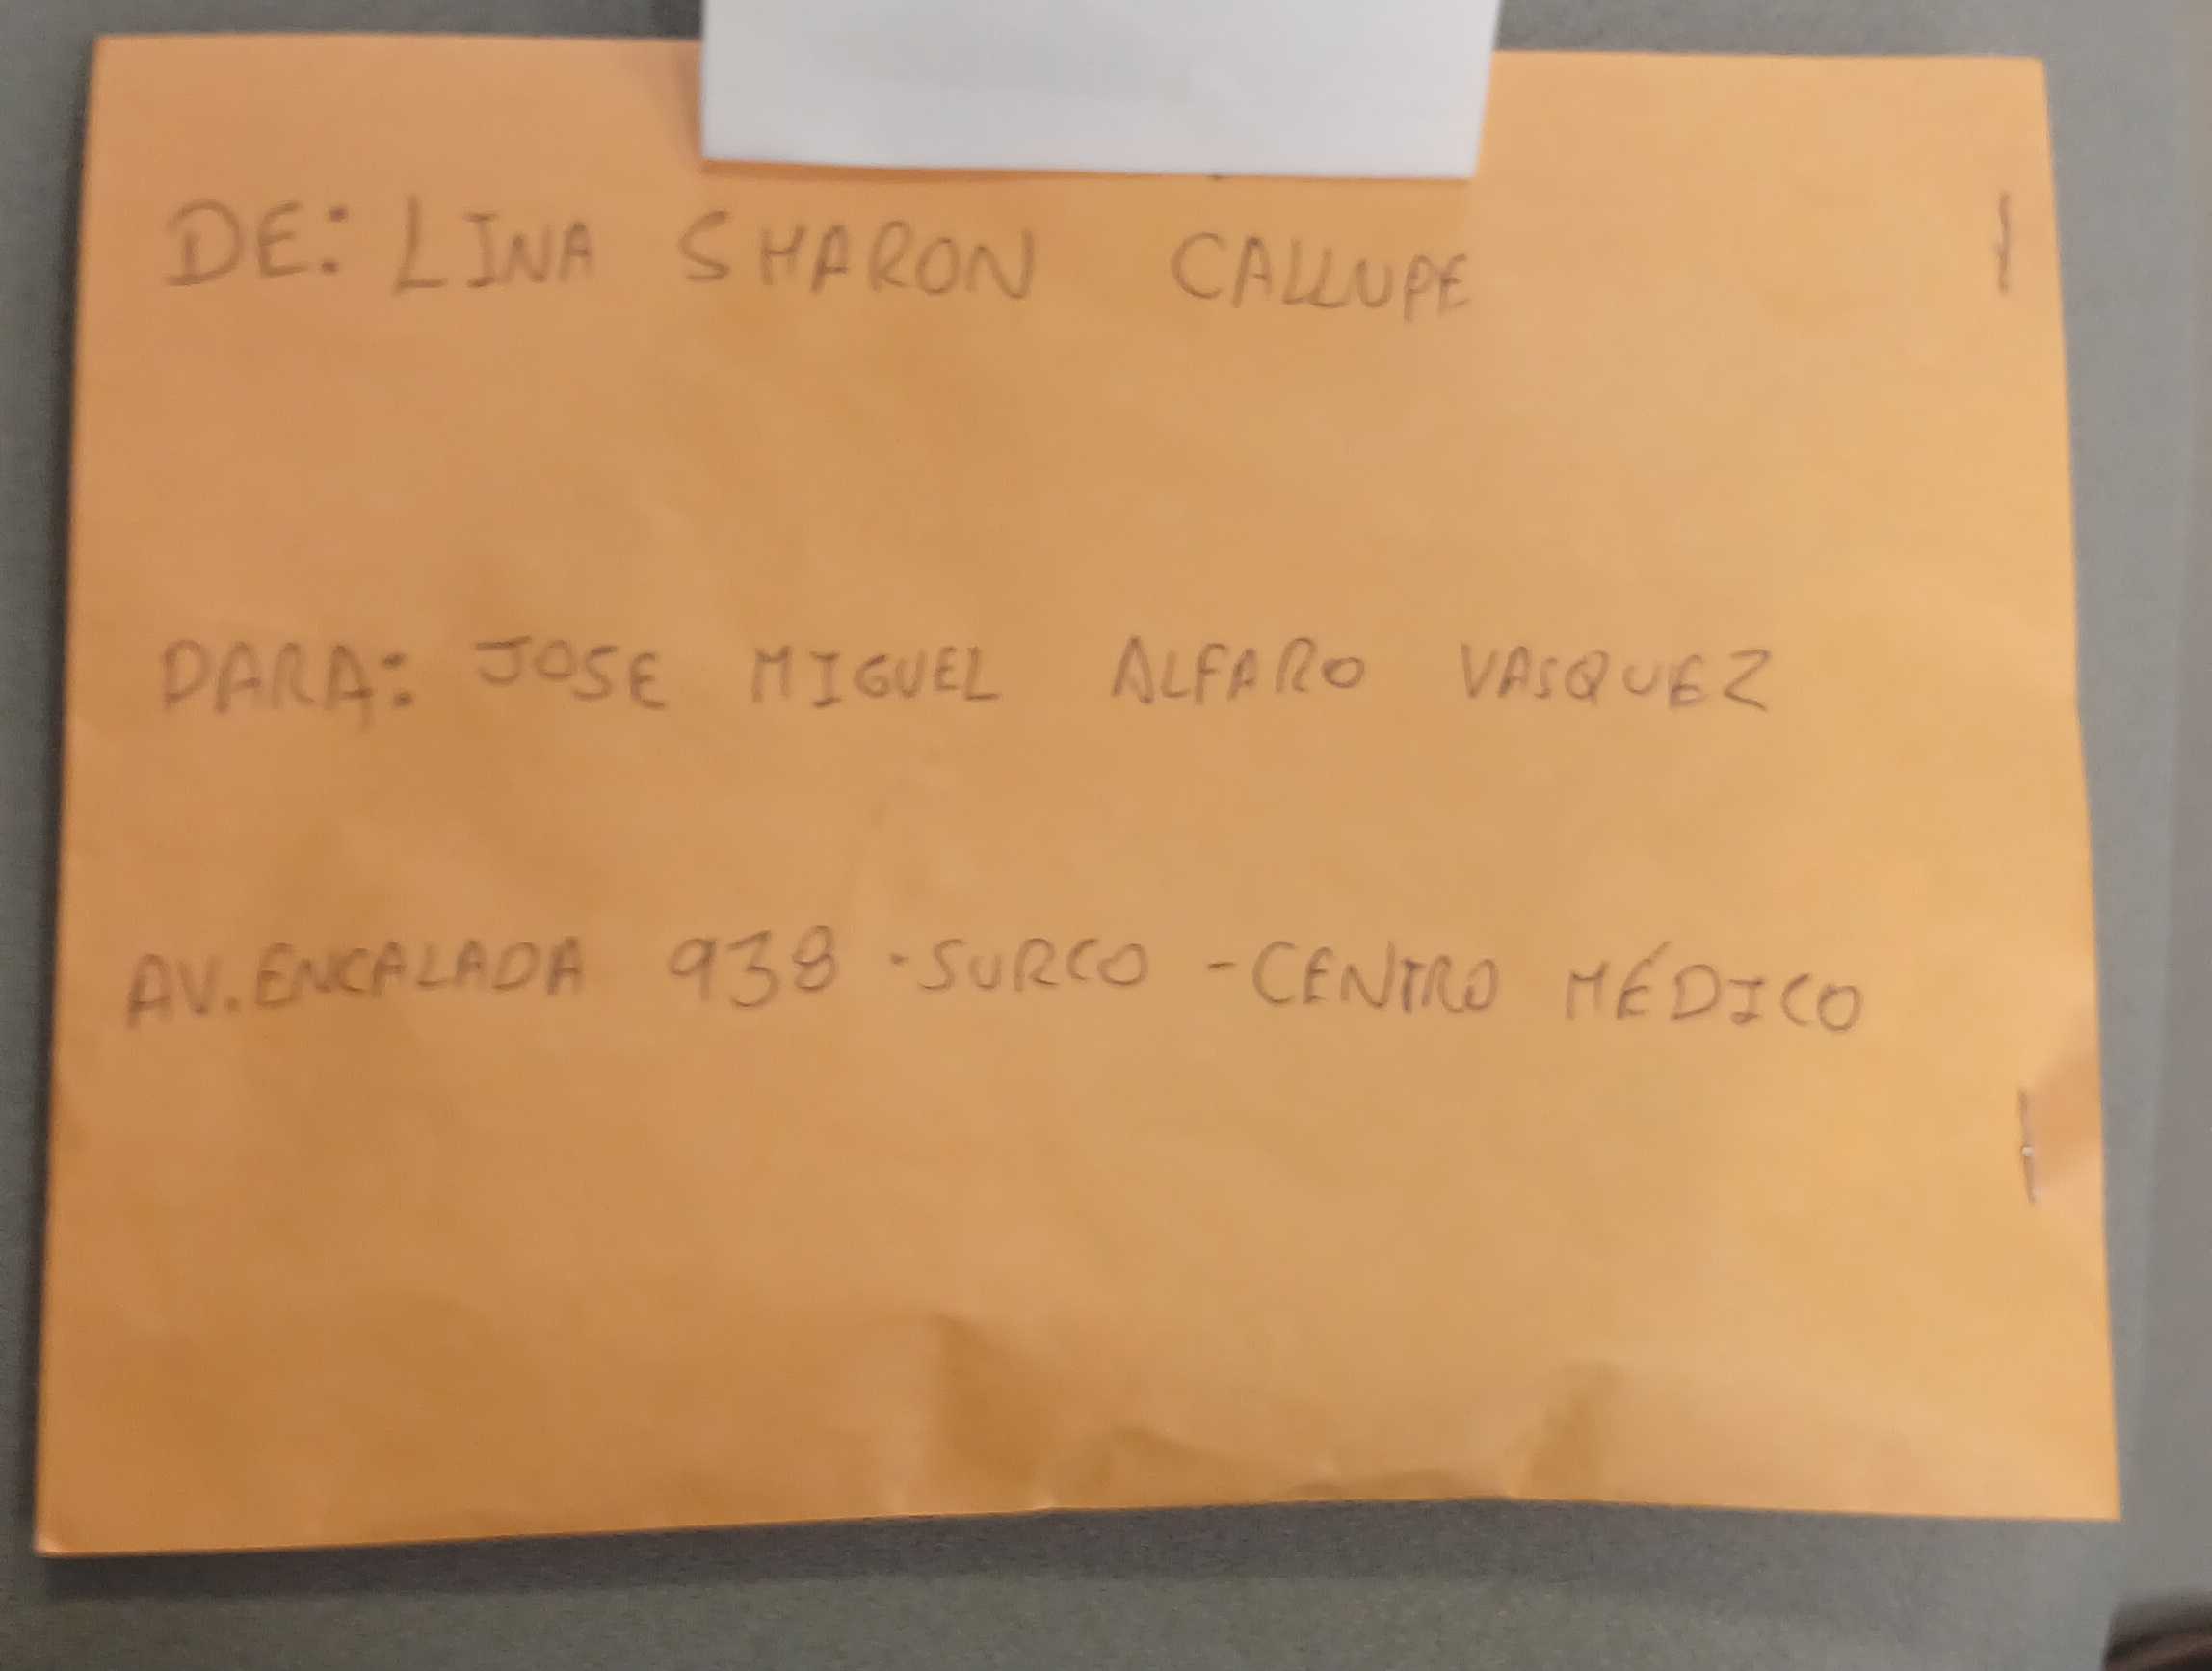 DE: LINA SHARON CALLUPE
PARA: JOSE MIGUEL ALFARO VASQUEZ
AV. ENCALADA 938 - SURCO - CENTRO MÉDICO